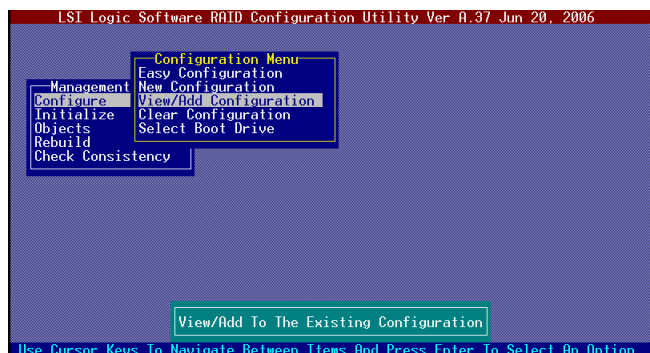 LSI Logic Software RAID Configuration Utility Ver A.37 Jun 20, 2006
Configuration Menu
Easy Configuration
New Configuration
View/Add Configuration
Clear Configuration
Select Boot Drive
Management
Configure
Initialize
Objects
Rebuild
Check Consistency
View/Add To The Existing Configuration
Use Cursor Keys To Navigate Between Items And Press Enter To Select An Option